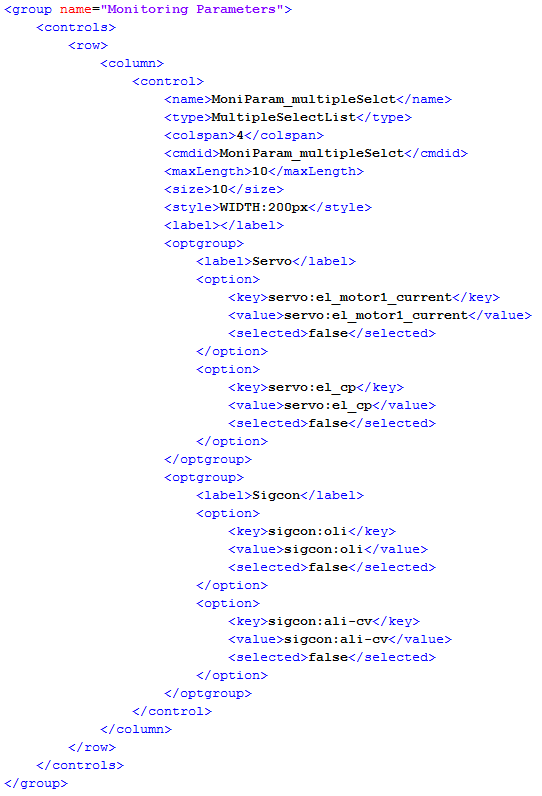 <group name="Monitoring Parameters">
<controls>
<row>
<column>
<control>
<name>MoniParam_multipleSelct</name>
<type>MultipleSelectList</type>
<colspan>4</colspan>
<cmdid>MoniParam_multipleSelct</cmdid>
<maxLength>10</maxLength>
<size>10</size>
<style>WIDTH:200px</style>
<label></label>
<optgroup>
<label>Servo</label>
<option>
<key>servo:el_motor1_current</key>
<value>servo:el_motor1_current</value>
<selected>false</selected>
</option>
<option>
<key>servo:el_cp</key>
<value>servo:el_cp</value>
<selected>false</selected>
</option>
</optgroup>
<optgroup>
<label>Sigcon</label>
<option>
<key>sigcon:oli</key>
<value>sigcon:oli</value>
<selected>false</selected>
</option>
<option>
<key>sigcon:ali-cv</key>
<value>sigcon:ali-cv</value>
<selected>false</selected>
</option>
</optgroup>
</control>
</column>
</row>
</controls>
</group>